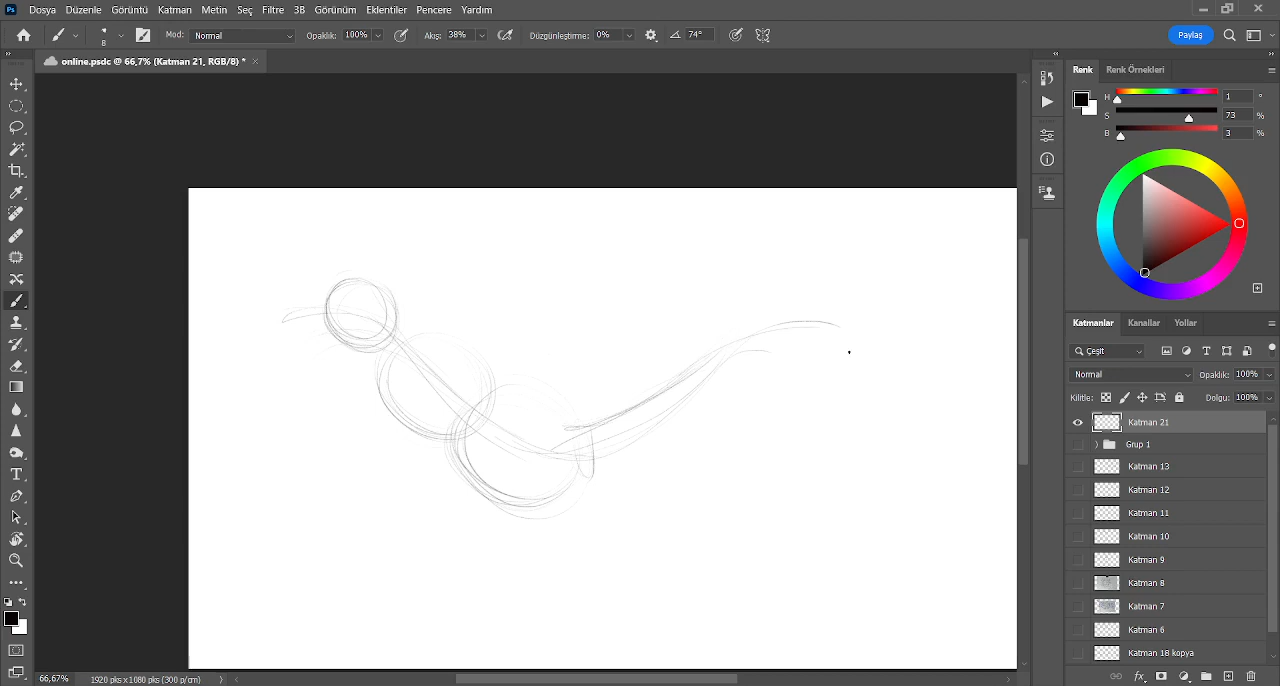 Ps Dosya Düzenle Görüntü Katman Metin Seç Filtre 3B Görünüm Eklentiler Pencere Yardım
8 Mod: Normal Opaklık: 100% Akış: 38% Düzgünleştirme: 0% 74° Paylaş
online.psdc @ 66,7% (Katman 21, RGB/8) *
Renk Renk Örnekleri
H 1 °
S 73 %
B 3 %
Katmanlar Kanallar Yollar
Çeşit
Normal Opaklık: 100%
Kilitle: Dolgu: 100%
Katman 21
Grup 1
Katman 13
Katman 12
Katman 11
Katman 10
Katman 9
Katman 8
Katman 7
Katman 6
Katman 18 kopya
66,67% 1920 pks x 1080 pks (300 p/cm)
fx